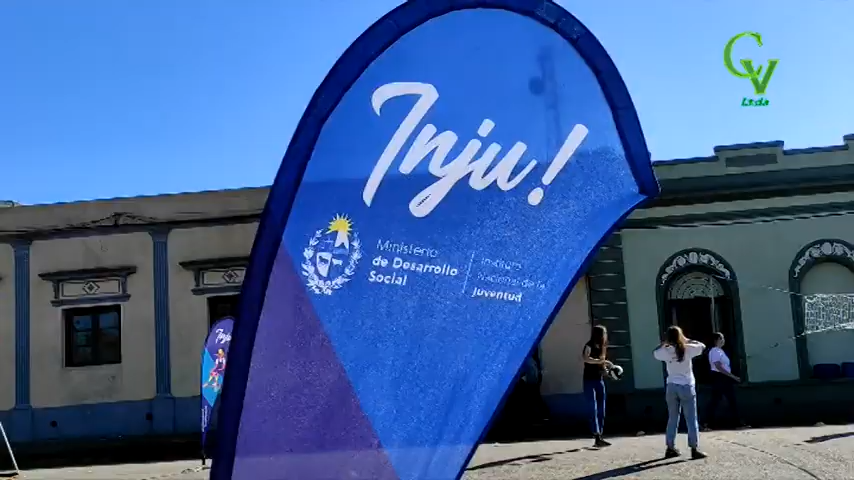 CV
Ltda
Inju!
Ministerio
de Desarrollo
Social
Instituto
Nacional de la
Juventud